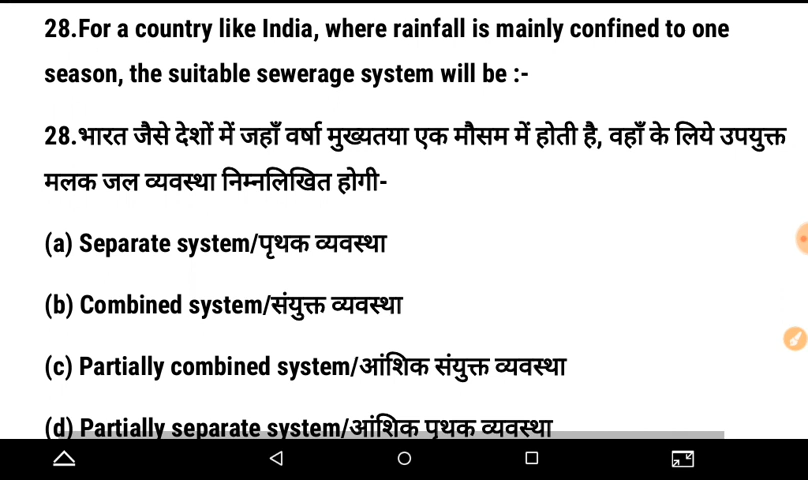 28.For a country like India, where rainfall is mainly confined to one
season, the suitable sewerage system will be :-
28.भारत जैसे देशों में जहाँ वर्षा मुख्यतया एक मौसम में होती है, वहाँ के लिये उपयुक्त
मलक जल व्यवस्था निम्नलिखित होगी-
(a) Separate system/पृथक व्यवस्था
(b) Combined system/संयुक्त व्यवस्था
(c) Partially combined system/आंशिक संयुक्त व्यवस्था
(d) Partially separate system/आंशिक पृथक व्यवस्था